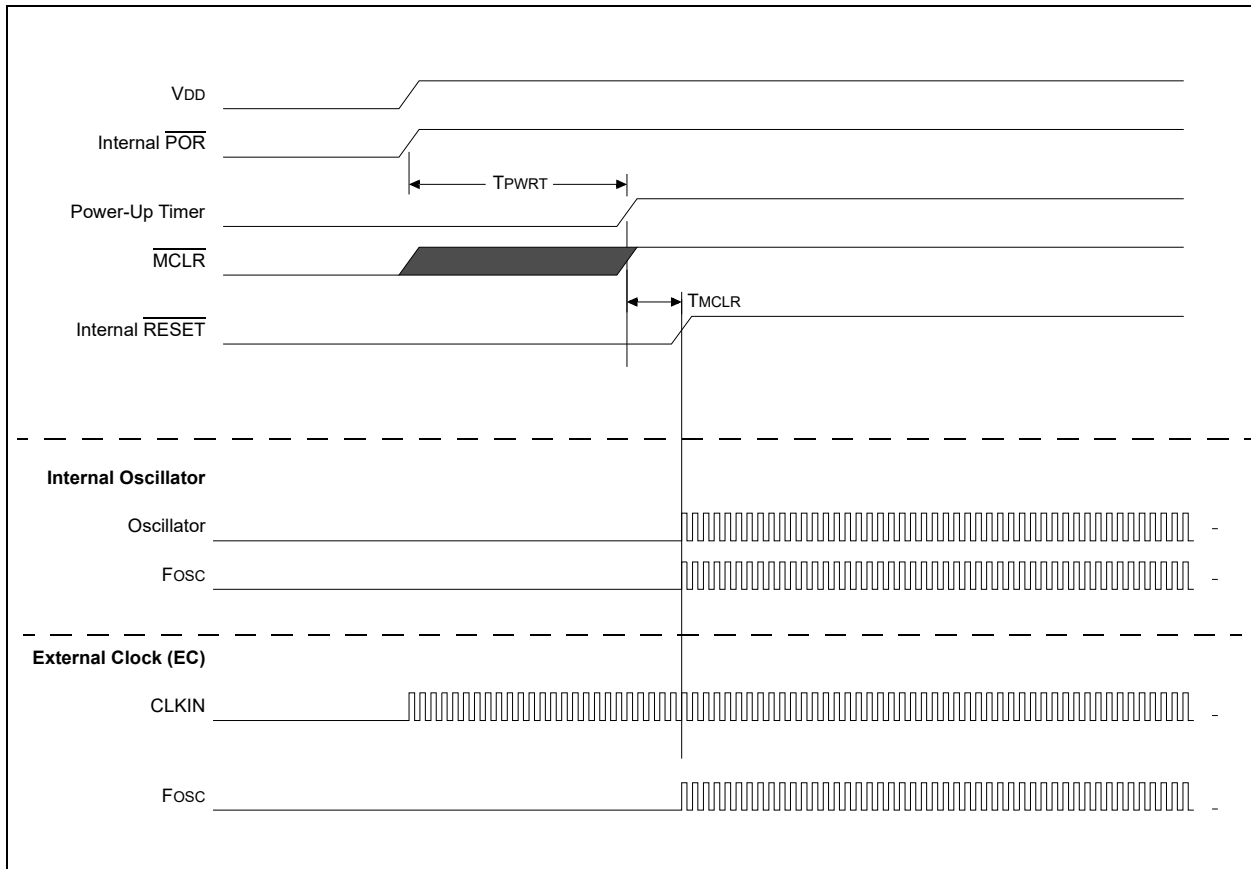 VDD
Internal POR
TPWRT
Power-Up Timer
MCLR
TMCLR
Internal RESET
Internal Oscillator
Oscillator
FOSC
External Clock (EC)
CLKIN
FOSC